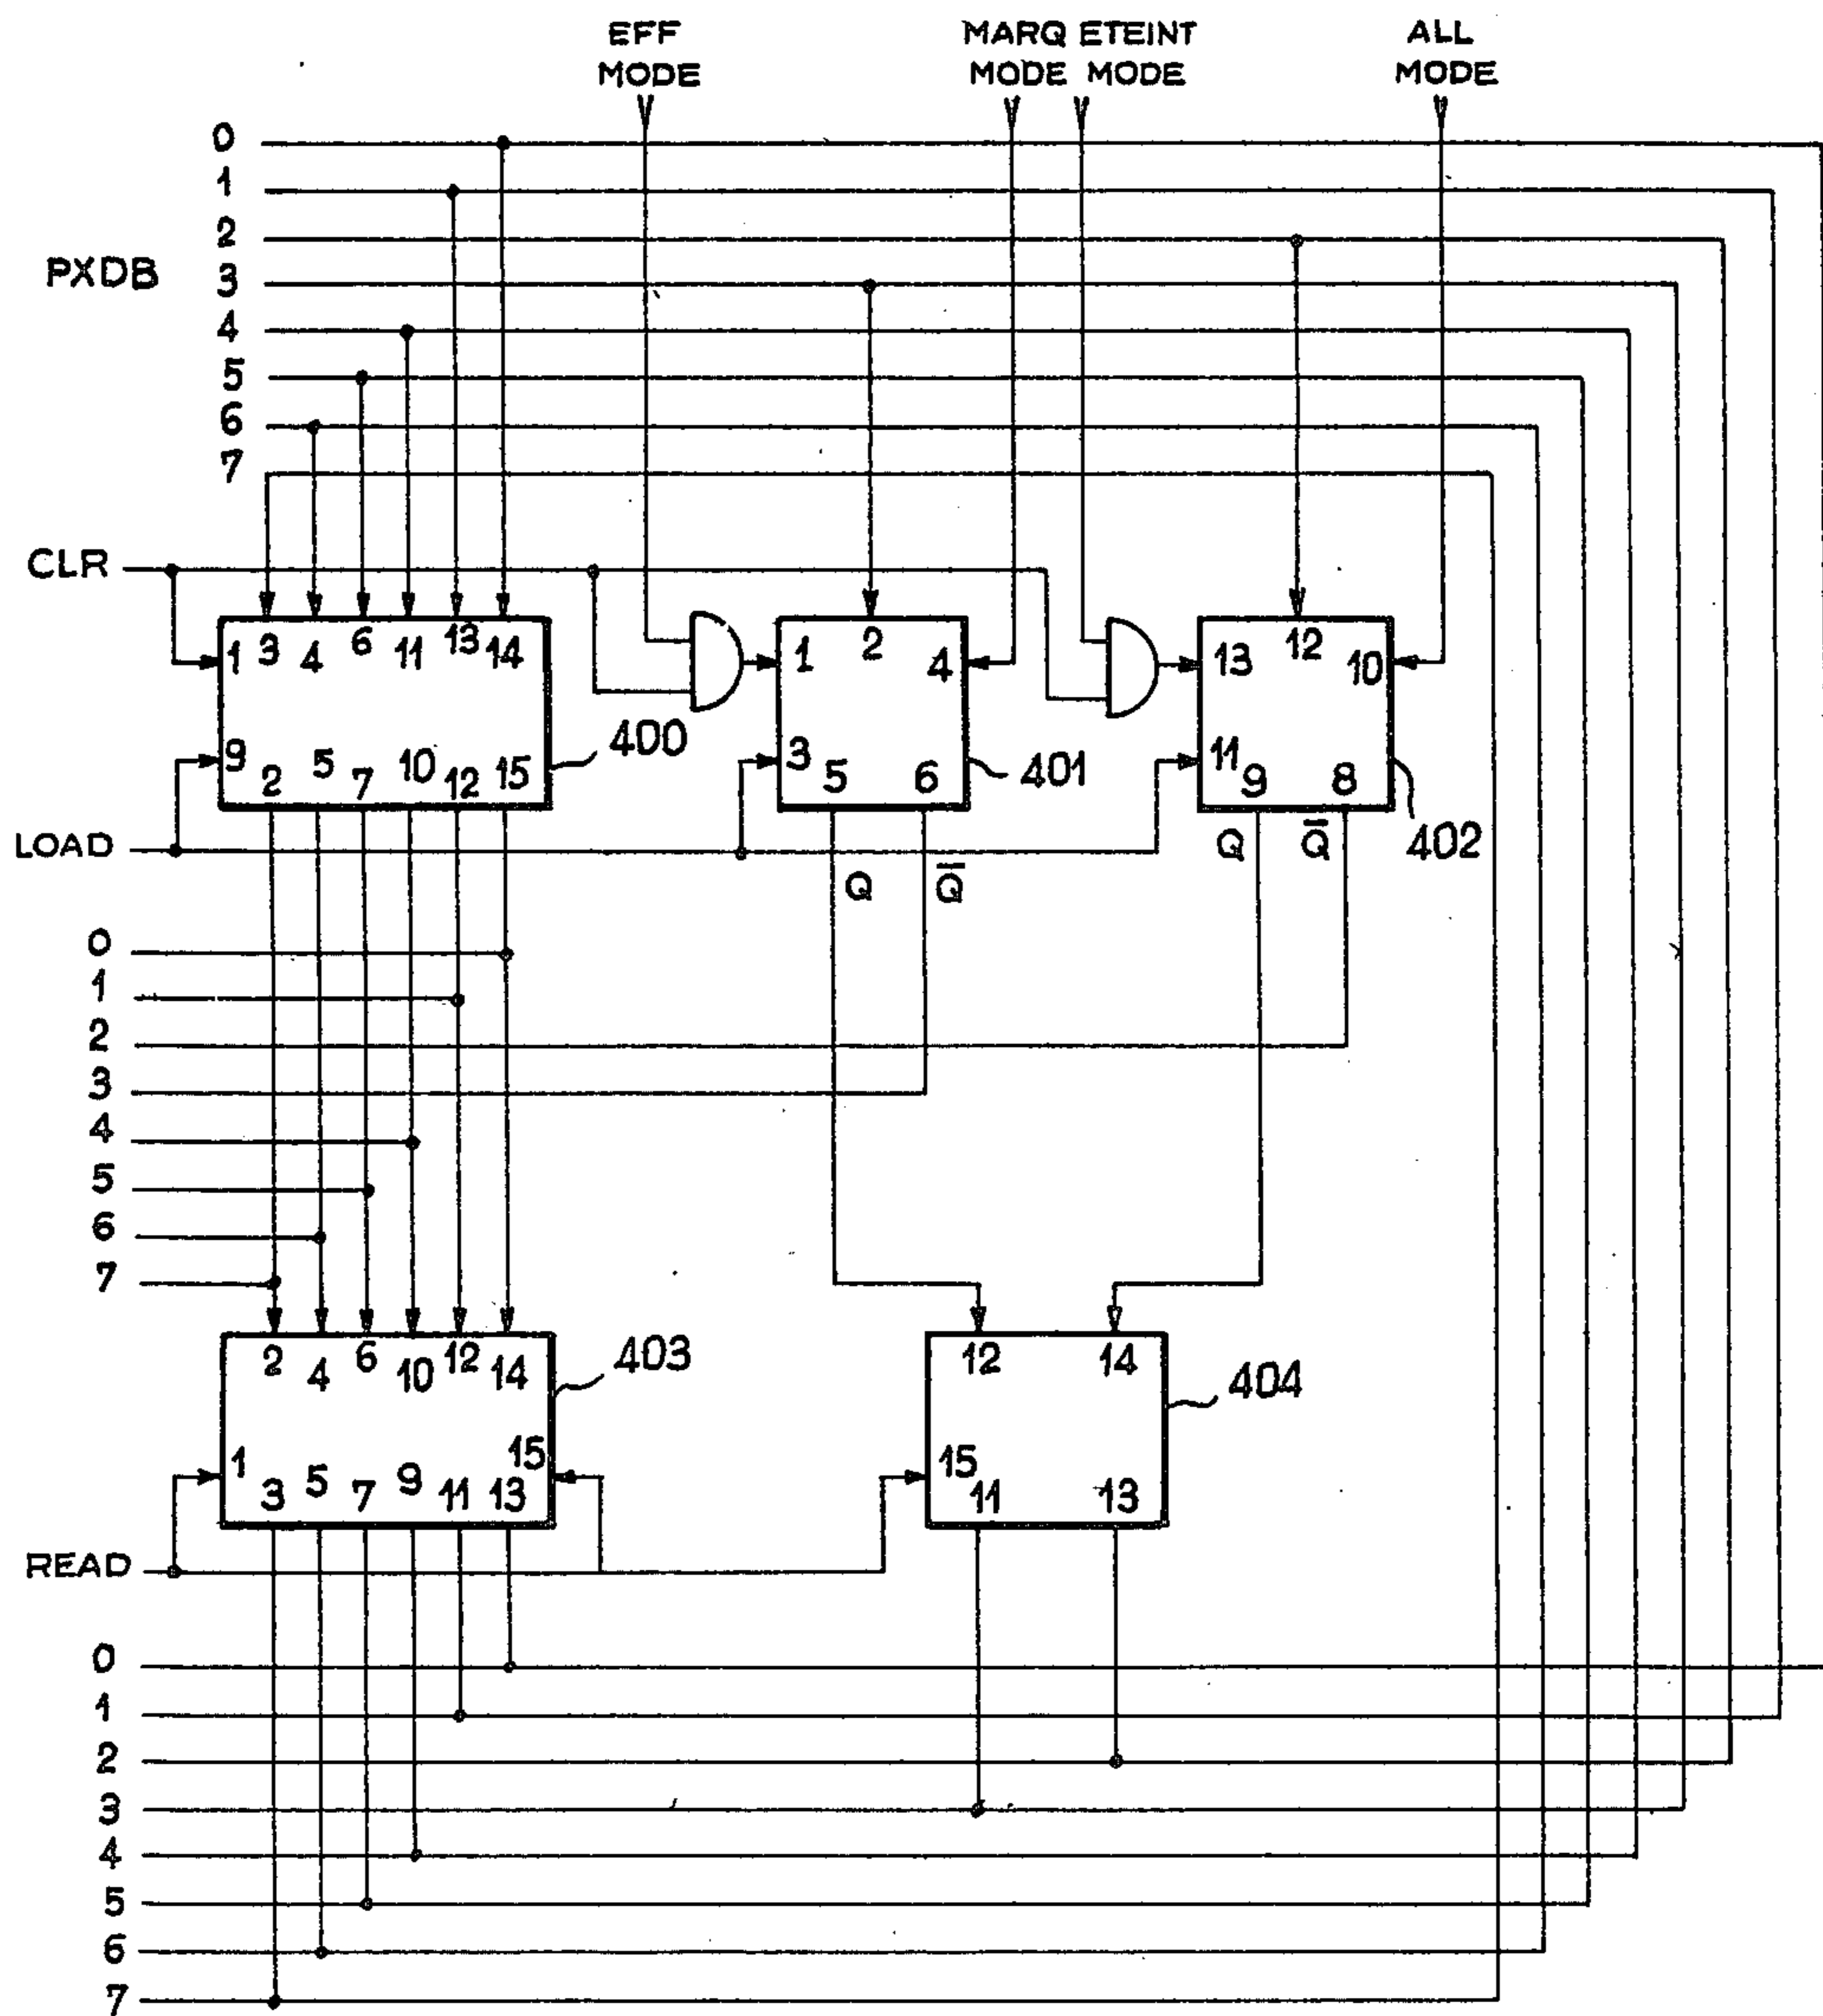 EFF
MODE
MARQ ETEINT
MODE MODE
ALL
MODE
0
1
2
PXDB
3
4
5
6
7
CLR
1 3 4 6 11 13 14
1 2 4
13 12 10
9 2 5 7 10 12 15
400
3 5 6
401
11 9 8
402
LOAD
Q Q̅
Q Q̅
0
1
2
3
4
5
6
7
2 4 6 10 12 14
403
12 14
404
1 3 5 7 9 11 13 15
15 11 13
READ
0
1
2
3
4
5
6
7